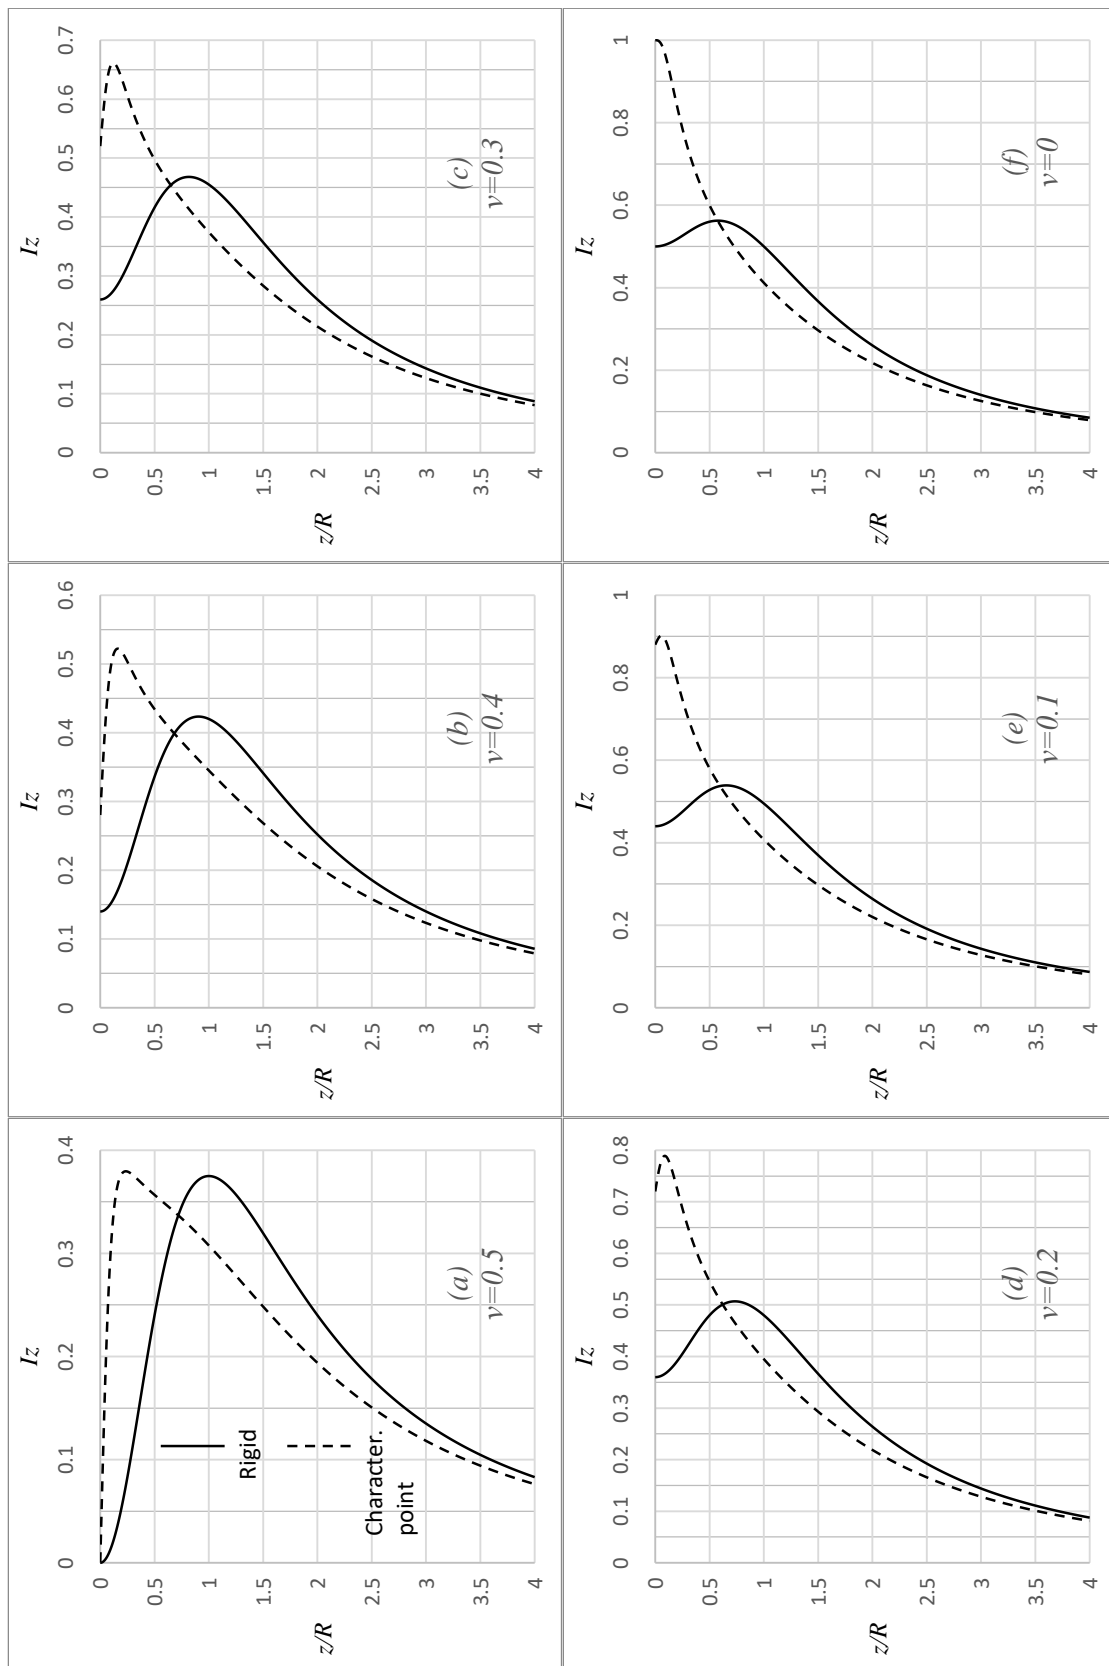 Iz
0 0.1 0.2 0.3 0.4
0
0.5
1
1.5
2
2.5
3
3.5
4
z/R
Rigid
Character.
point
(a)
v=0.5
Iz
0 0.1 0.2 0.3 0.4 0.5 0.6
0
0.5
1
1.5
2
2.5
3
3.5
4
z/R
(b)
v=0.4
Iz
0 0.1 0.2 0.3 0.4 0.5 0.6 0.7
0
0.5
1
1.5
2
2.5
3
3.5
4
z/R
(c)
v=0.3
Iz
0 0.1 0.2 0.3 0.4 0.5 0.6 0.7 0.8
0
0.5
1
1.5
2
2.5
3
3.5
4
z/R
(d)
v=0.2
Iz
0 0.2 0.4 0.6 0.8 1
0
0.5
1
1.5
2
2.5
3
3.5
4
z/R
(e)
v=0.1
Iz
0 0.2 0.4 0.6 0.8 1
0
0.5
1
1.5
2
2.5
3
3.5
4
z/R
(f)
v=0